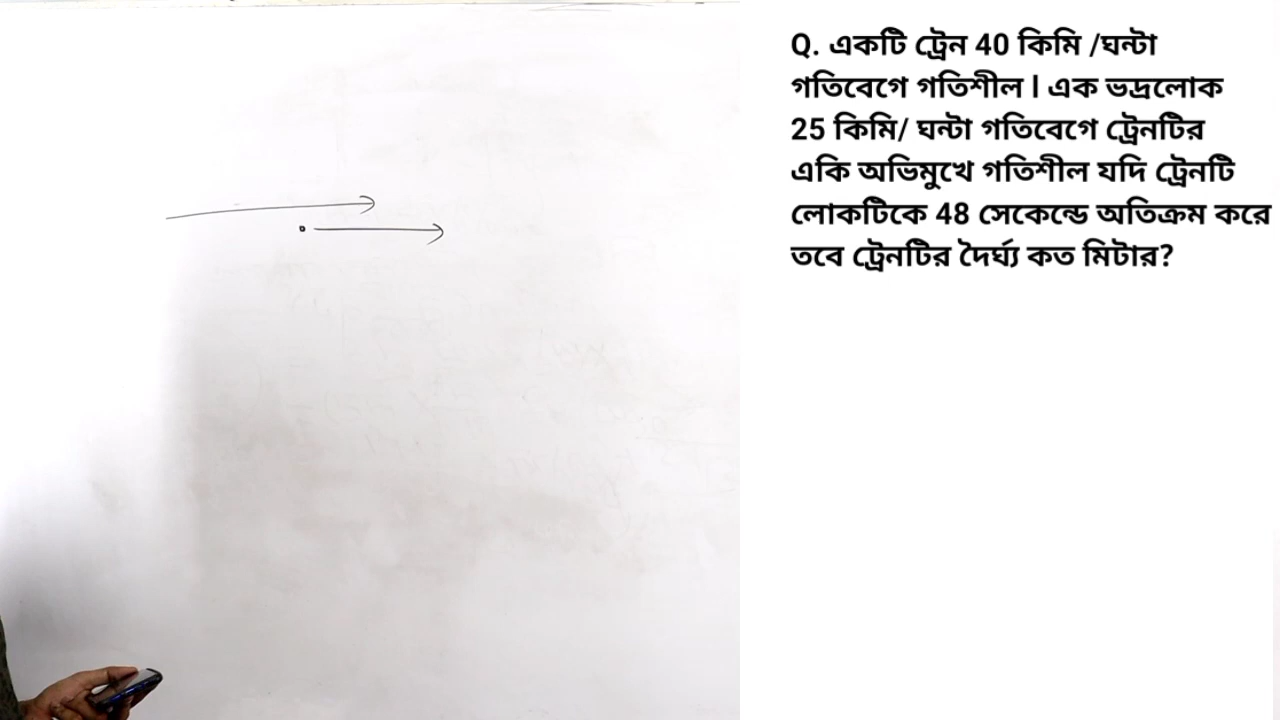 Q. একটি ট্রেন 40 কিমি /ঘন্টা
গতিবেগে গতিশীল l এক ভদ্রলোক
25 কিমি/ ঘন্টা গতিবেগে ট্রেনটির
একি অভিমুখে গতিশীল যদি ট্রেনটি
লোকটিকে 48 সেকেন্ডে অতিক্রম করে
তবে ট্রেনটির দৈর্ঘ্য কত মিটার?